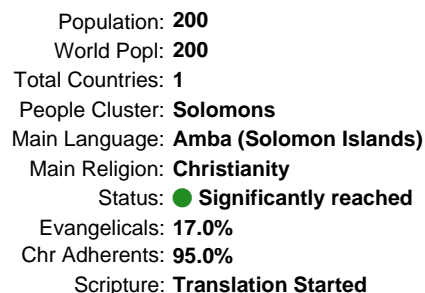 Population: 200
World Popl: 200
Total Countries: 1
People Cluster: Solomons
Main Language: Amba (Solomon Islands)
Main Religion: Christianity
Status: Significantly reached
Evangelicals: 17.0%
Chr Adherents: 95.0%
Scripture: Translation Started